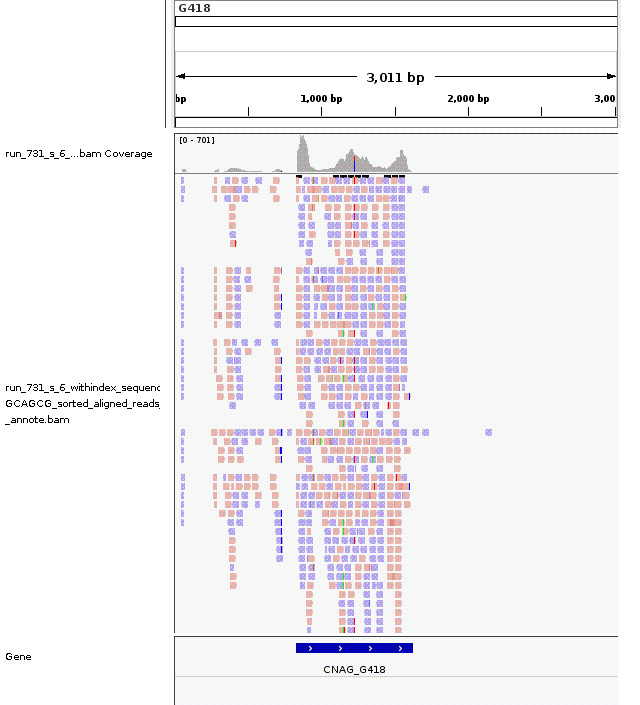 G418
3,011 bp
bp
1,000 bp
2,000 bp
3,00
[0 - 701]
run_731_s_6_...bam Coverage
run_731_s_6_withindex_sequenc
GCAGCG_sorted_aligned_reads_
_annote.bam
Gene
CNAG_G418